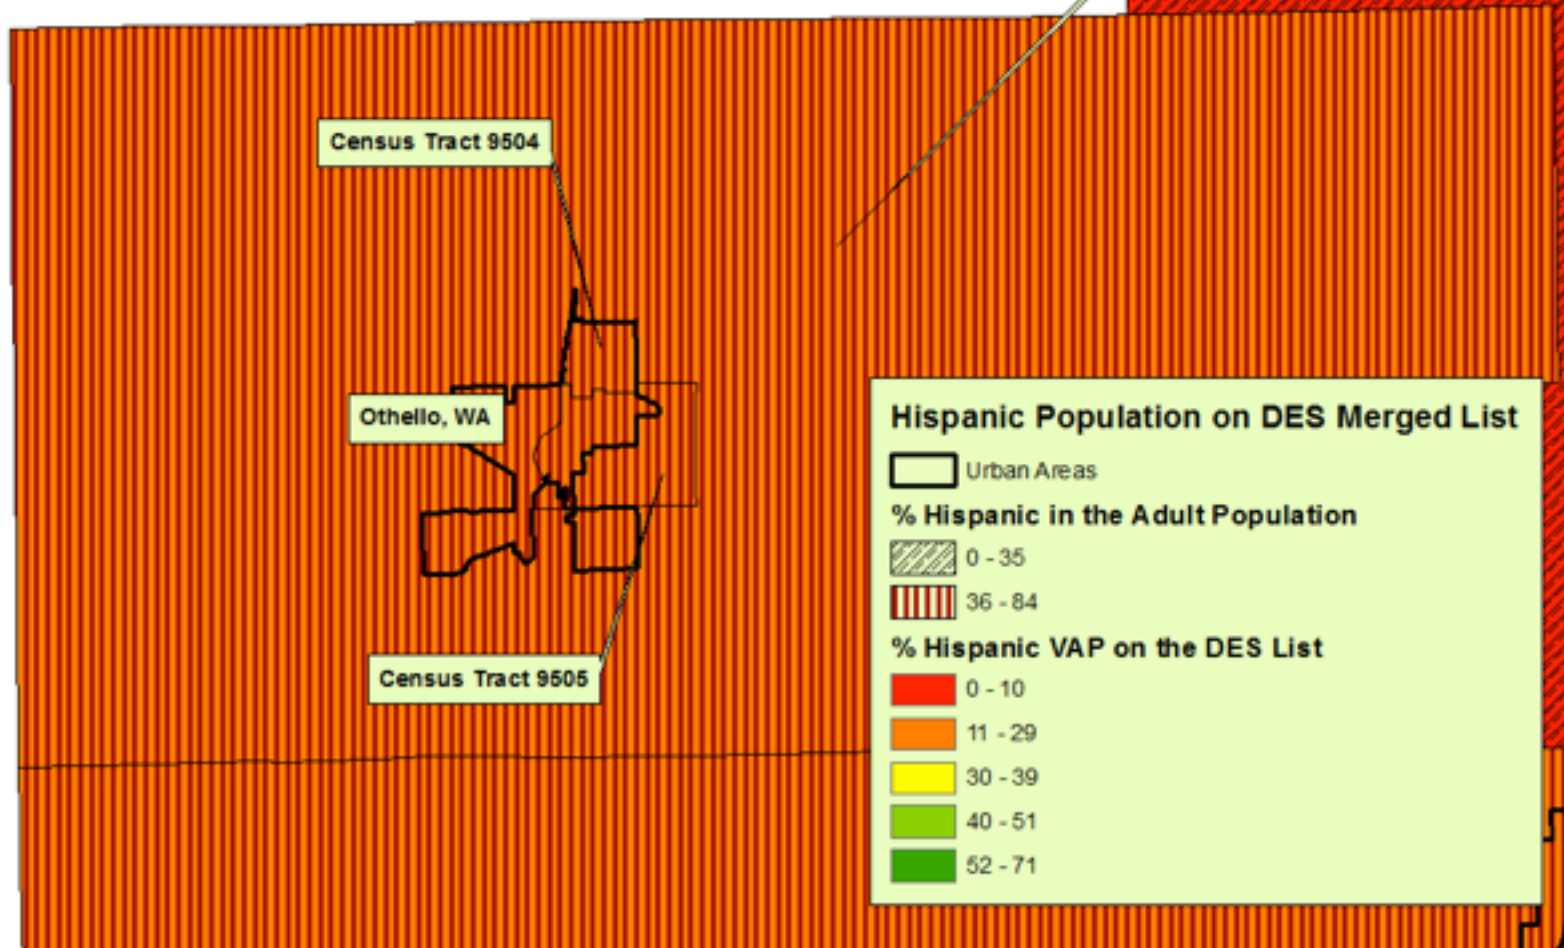 Census Tract 9504
Othello, WA
Census Tract 9505
Hispanic Population on DES Merged List
Urban Areas
% Hispanic in the Adult Population
0 - 35
36 - 84
% Hispanic VAP on the DES List
0 - 10
11 - 29
30 - 39
40 - 51
52 - 71